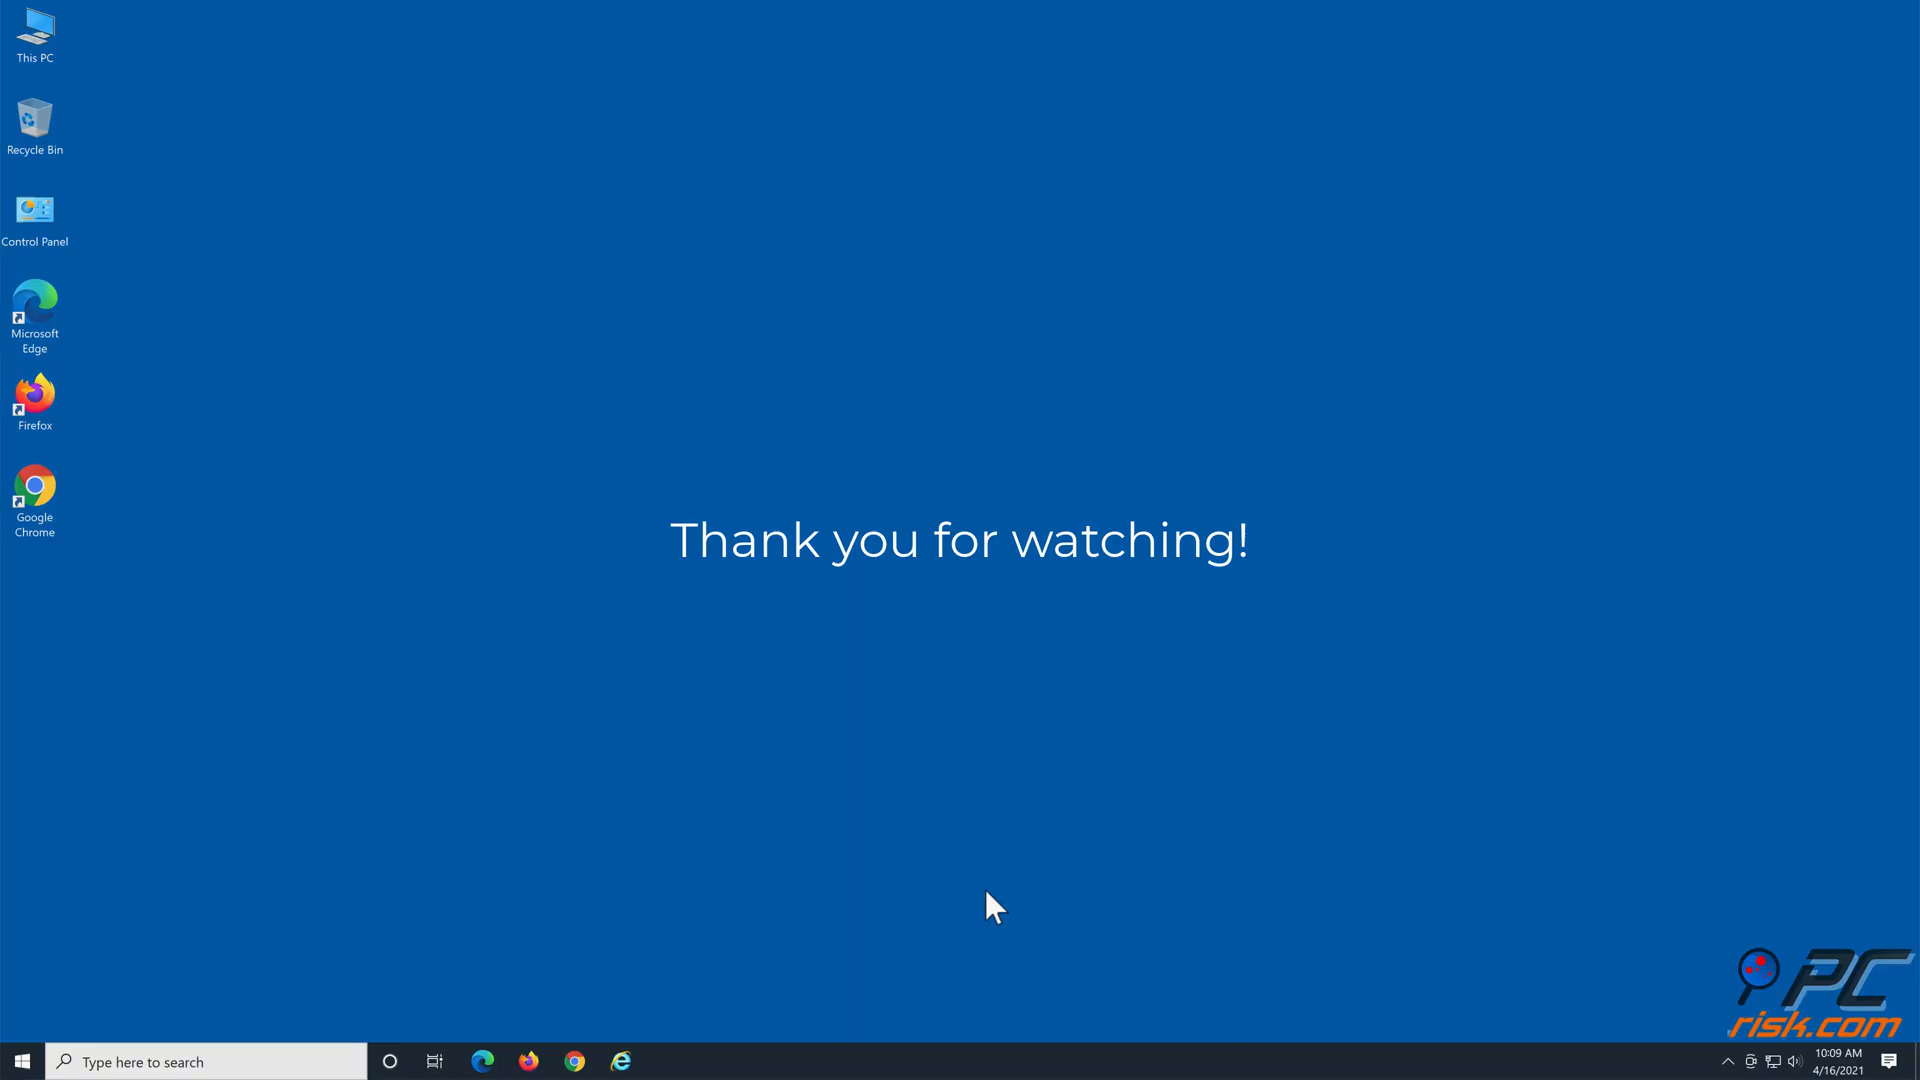 This PC
Recycle Bin
Control Panel
Microsoft
Edge
Firefox
Google
Chrome
Thank you for watching!
PC
risk.com
Type here to search
10:09 AM
4/16/2021